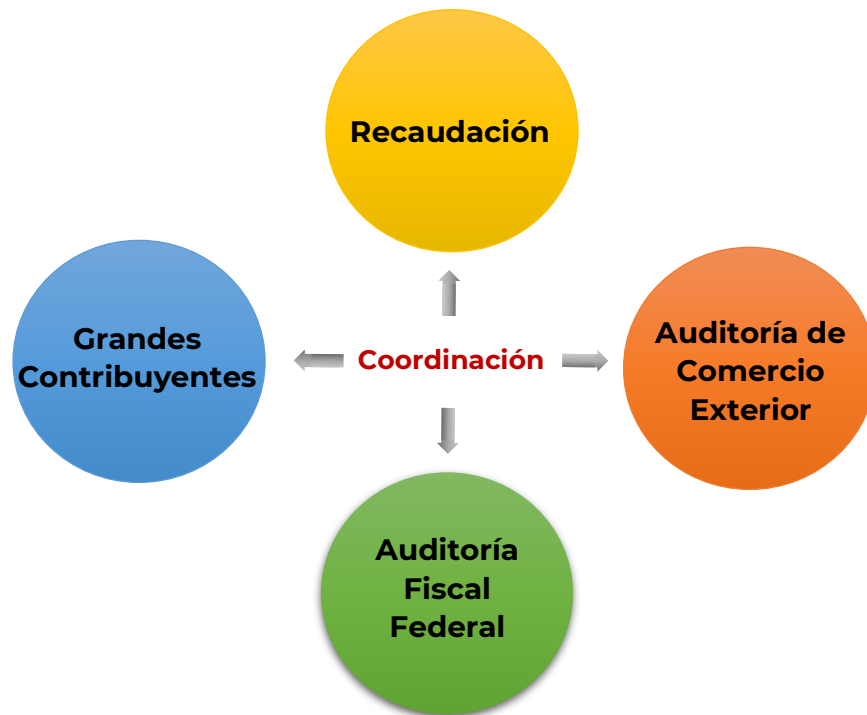 Recaudación
Grandes
Contribuyentes
Coordinación
Auditoría de
Comercio
Exterior
Auditoría
Fiscal
Federal